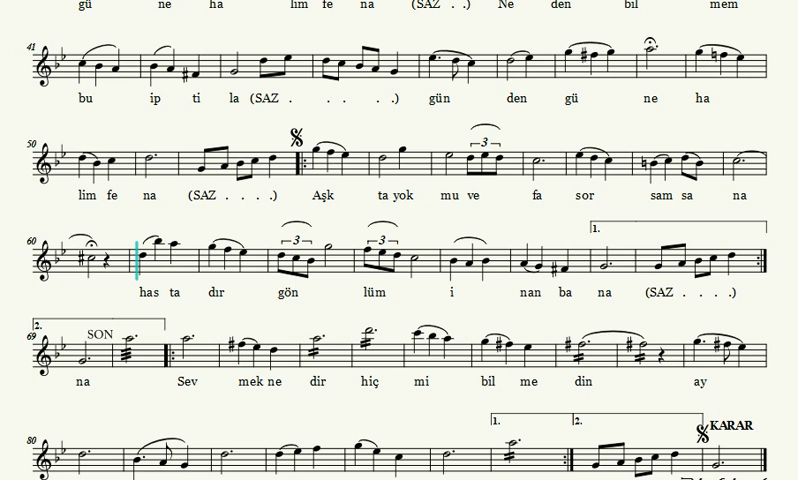 gü ne ha lim fe na (SAZ . .) Ne den bil mem
41
bu ip ti la (SAZ . . . . .) gün den gü ne ha
50 3
lim fe na (SAZ . . . .) Aşk ta yok mu ve fa sor sam sa na
60 3 3 1.
has ta dır gön lüm i nan ba na (SAZ . . .)
2.
69 SON
na Sev mek ne dir hiç mi bil me din ay
1. 2. KARAR
80